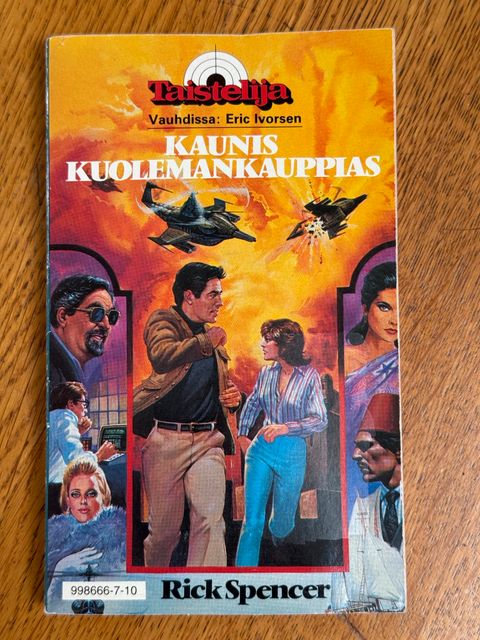 Taistelija
Vauhdissa: Eric Ivorsen
KAUNIS
KUOLEMANKAUPPIAS
998666-7-10
Rick Spencer